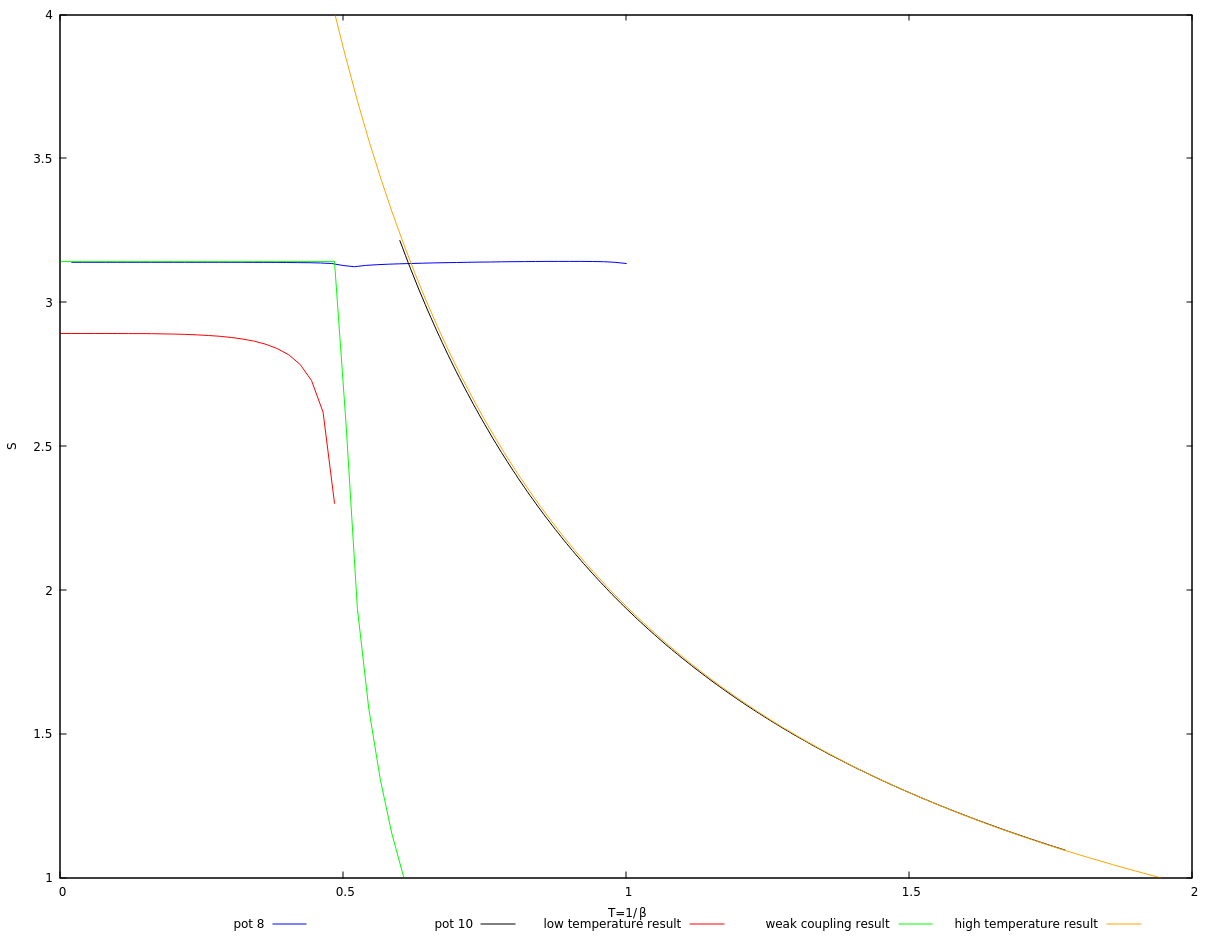 4
3.5
3
2.5
2
1.5
1
S
0 0.5 1 1.5 2
T=1/β
pot 8 pot 10 low temperature result weak coupling result high temperature result